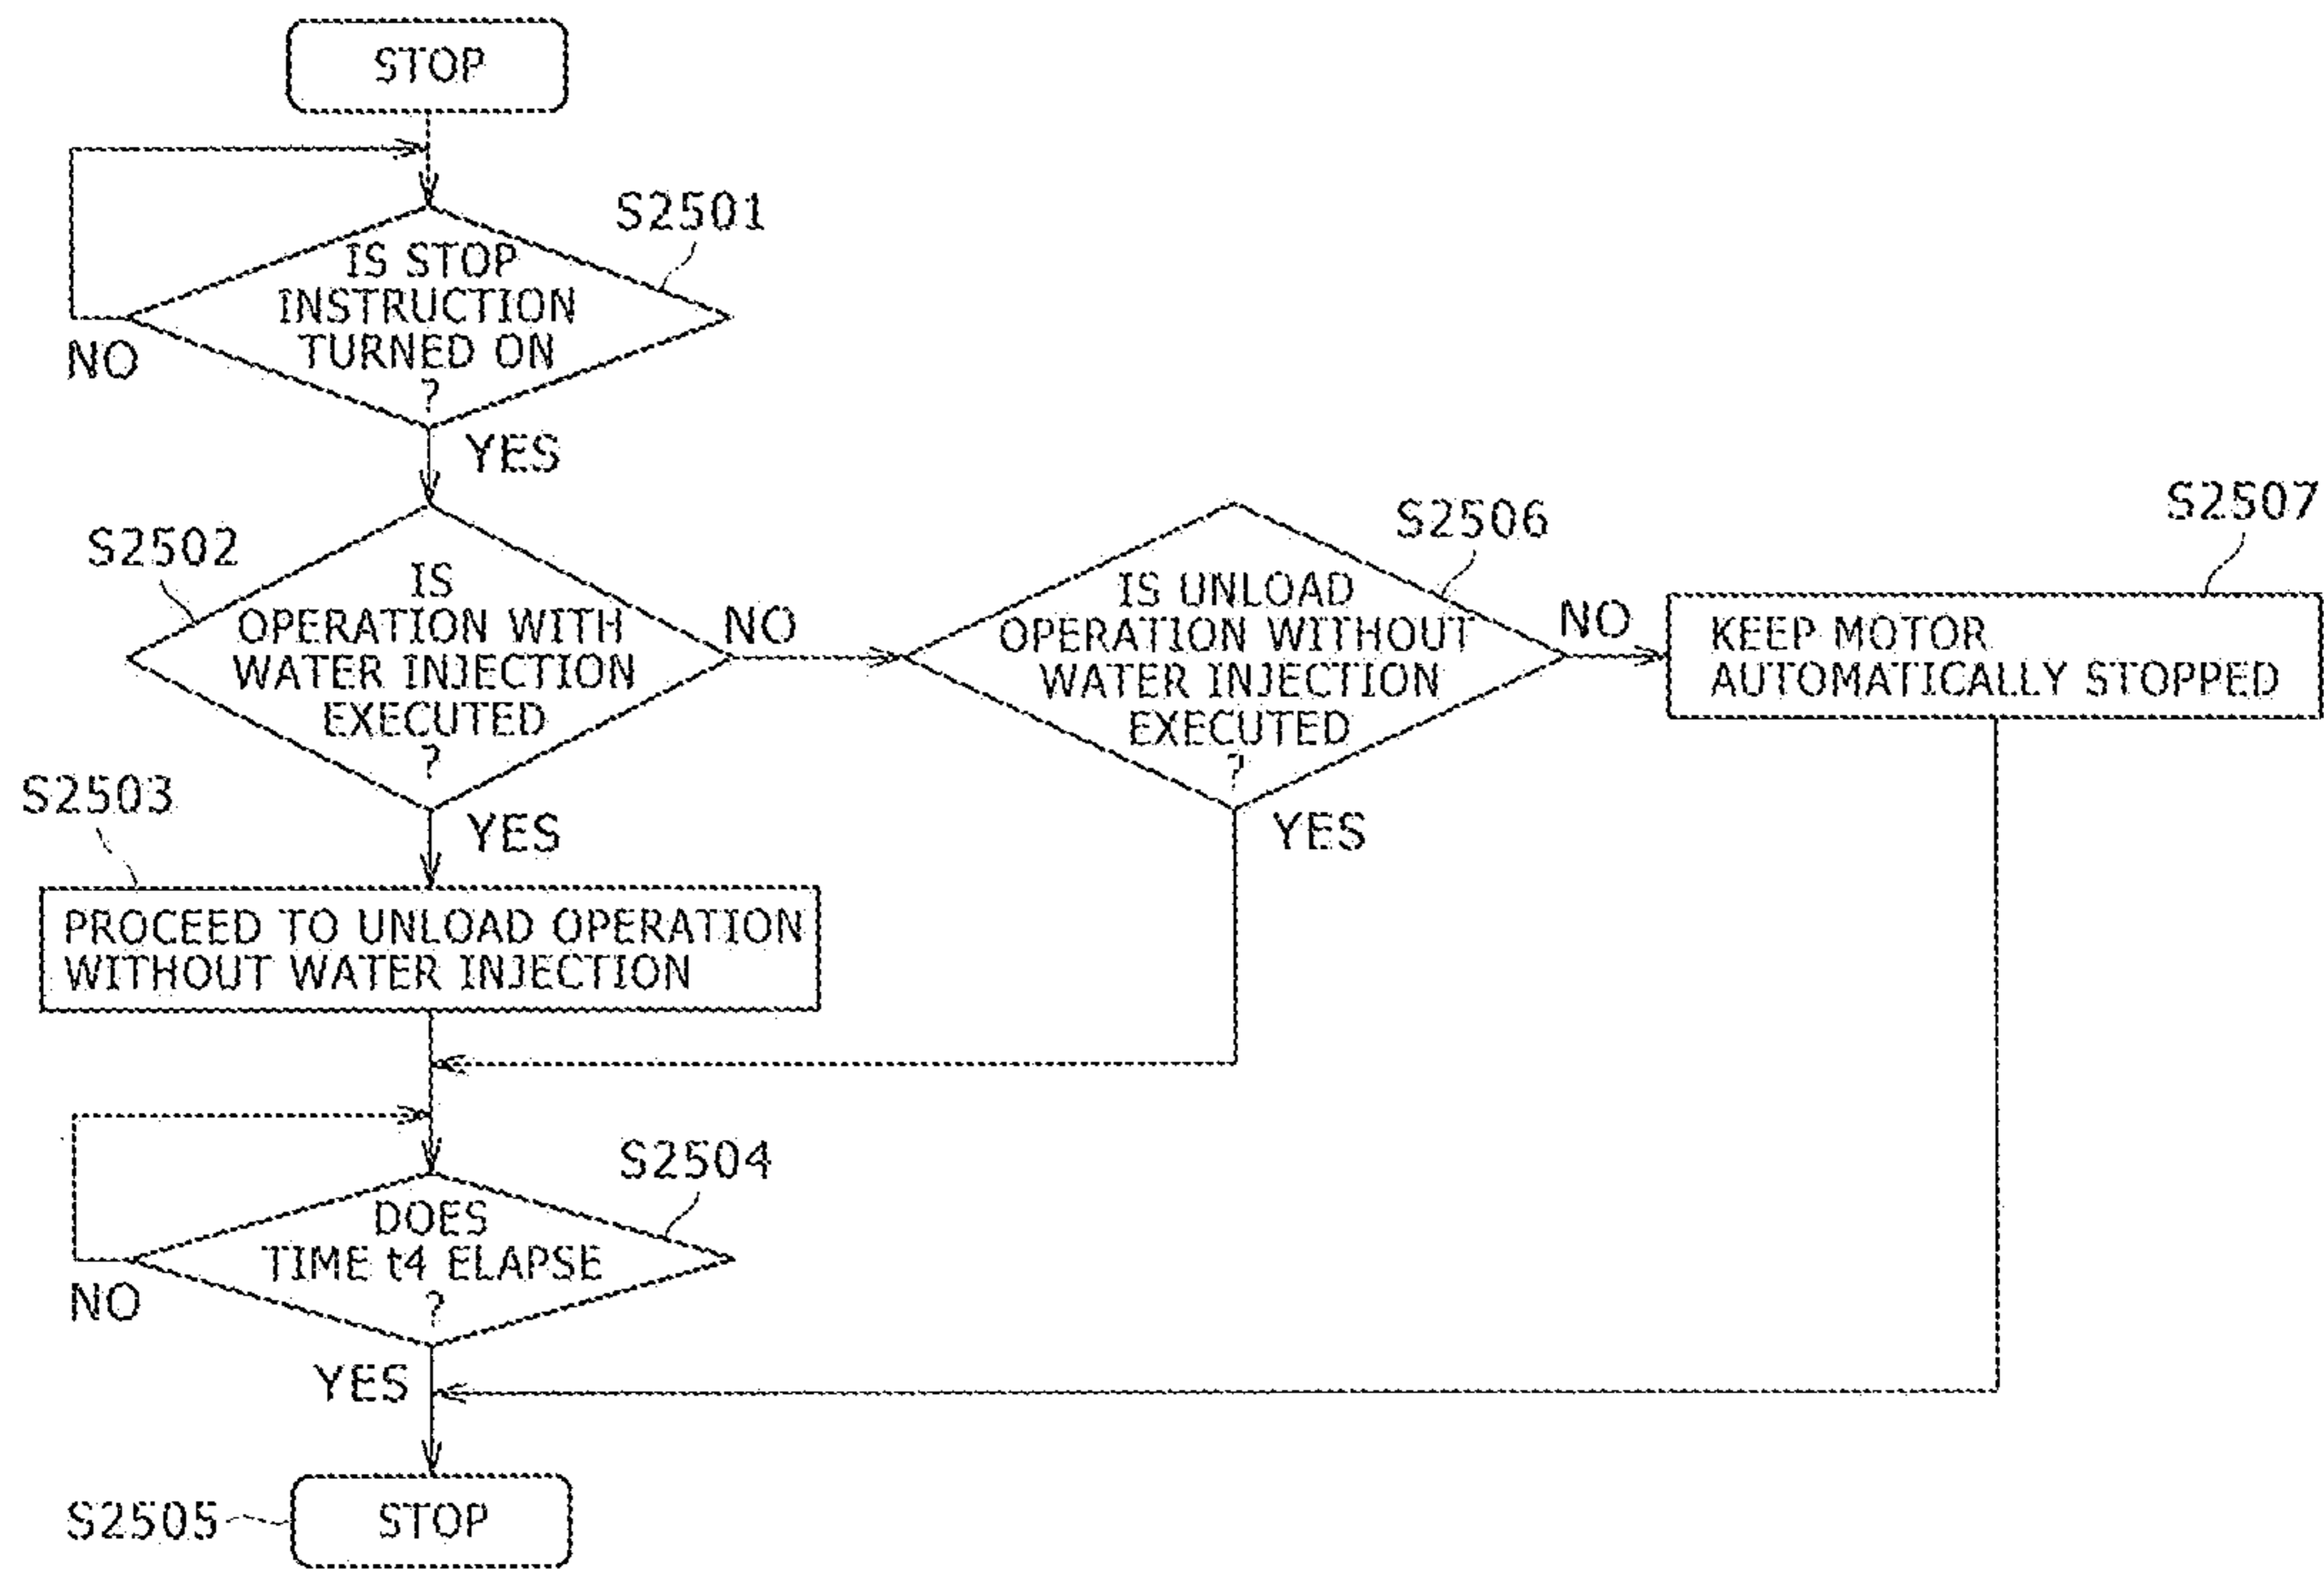 STOP
S2501
IS STOP
INSTRUCTION
TURNED ON
?
NO
YES
S2502
IS
OPERATION WITH
WATER INJECTION
EXECUTED
?
NO
S2506
IS UNLOAD
OPERATION WITHOUT
WATER INJECTION
EXECUTED
?
NO
S2507
KEEP MOTOR
AUTOMATICALLY STOPPED
YES
YES
S2503
PROCEED TO UNLOAD OPERATION
WITHOUT WATER INJECTION
S2504
DOES
TIME t4 ELAPSE
?
NO
YES
S2505
STOP